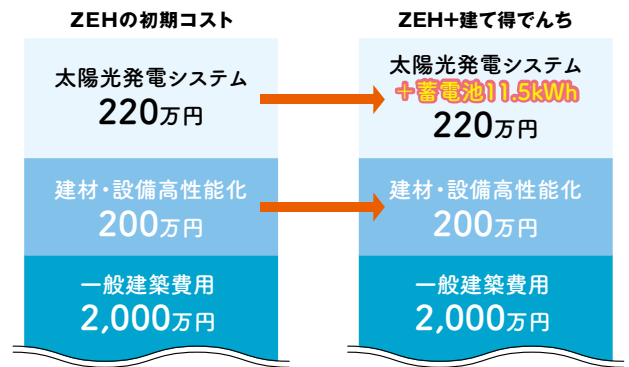 ZEHの初期コスト
太陽光発電システム
220万円
建材・設備高性能化
200万円
一般建築費用
2,000万円
ZEH+建て得でんち
太陽光発電システム
+蓄電池11.5kWh
220万円
建材・設備高性能化
200万円
一般建築費用
2,000万円